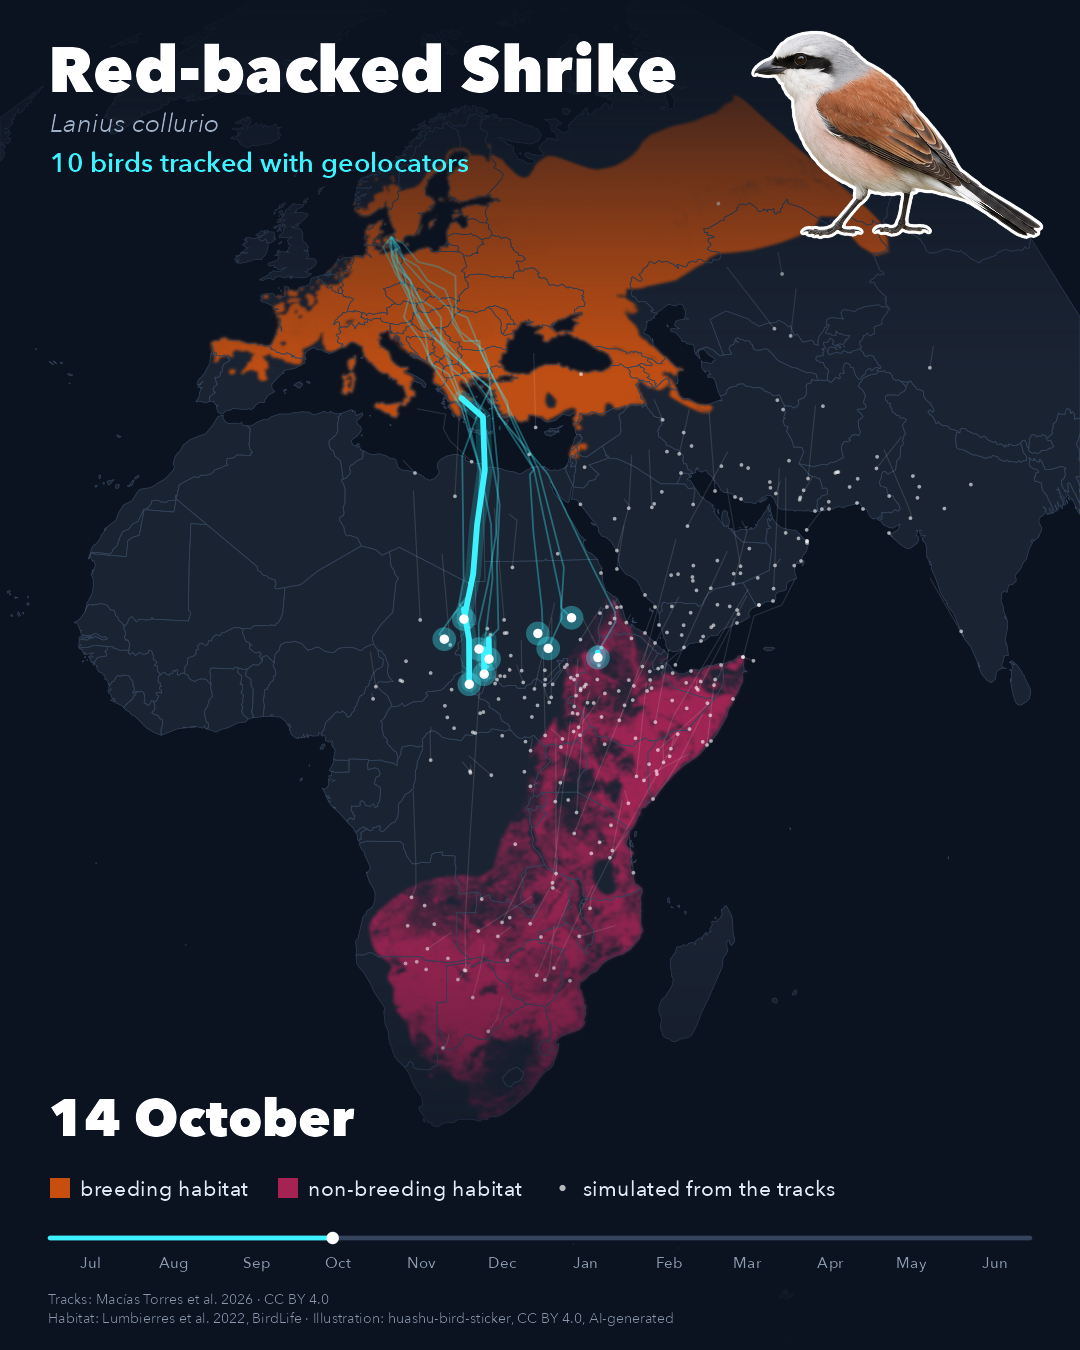 Red-backed Shrike
Lanius collurio
10 birds tracked with geolocators
14 October
breeding habitat non-breeding habitat simulated from the tracks
Jul Aug Sep Oct Nov Dec Jan Feb Mar Apr May Jun
Tracks: Macías Torres et al. 2026 · CC BY 4.0
Habitat: Lumbierres et al. 2022, BirdLife · Illustration: huashu-bird-sticker, CC BY 4.0, AI-generated